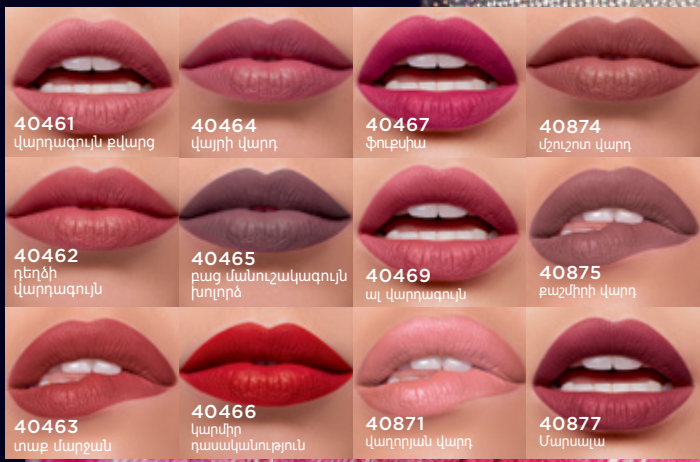 40461
վարդագույն քվարց
40464
վայրի վարդ
40467
ֆուքսիա
40874
մշուշոտ վարդ
40462
դեղձի
վարդագույն
40465
բաց մանուշակագույն
խոլորձ
40469
ալ վարդագույն
40875
քաշմիրի վարդ
40463
տաք մարջան
40466
կարմիր
դասականություն
40871
վաղորյան վարդ
40877
Մարսալա